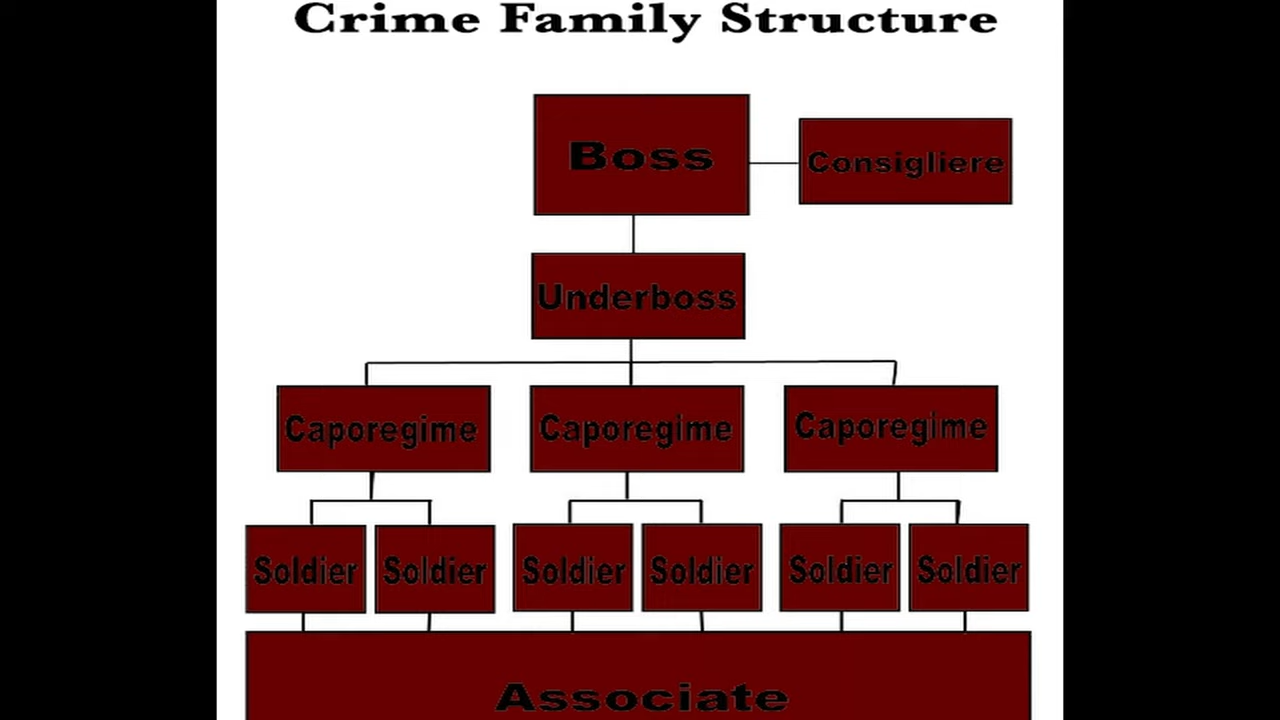 Crime Family Structure
Boss
Consigliere
Underboss
Caporegime
Caporegime
Caporegime
Soldier
Soldier
Soldier
Soldier
Soldier
Soldier
Associate